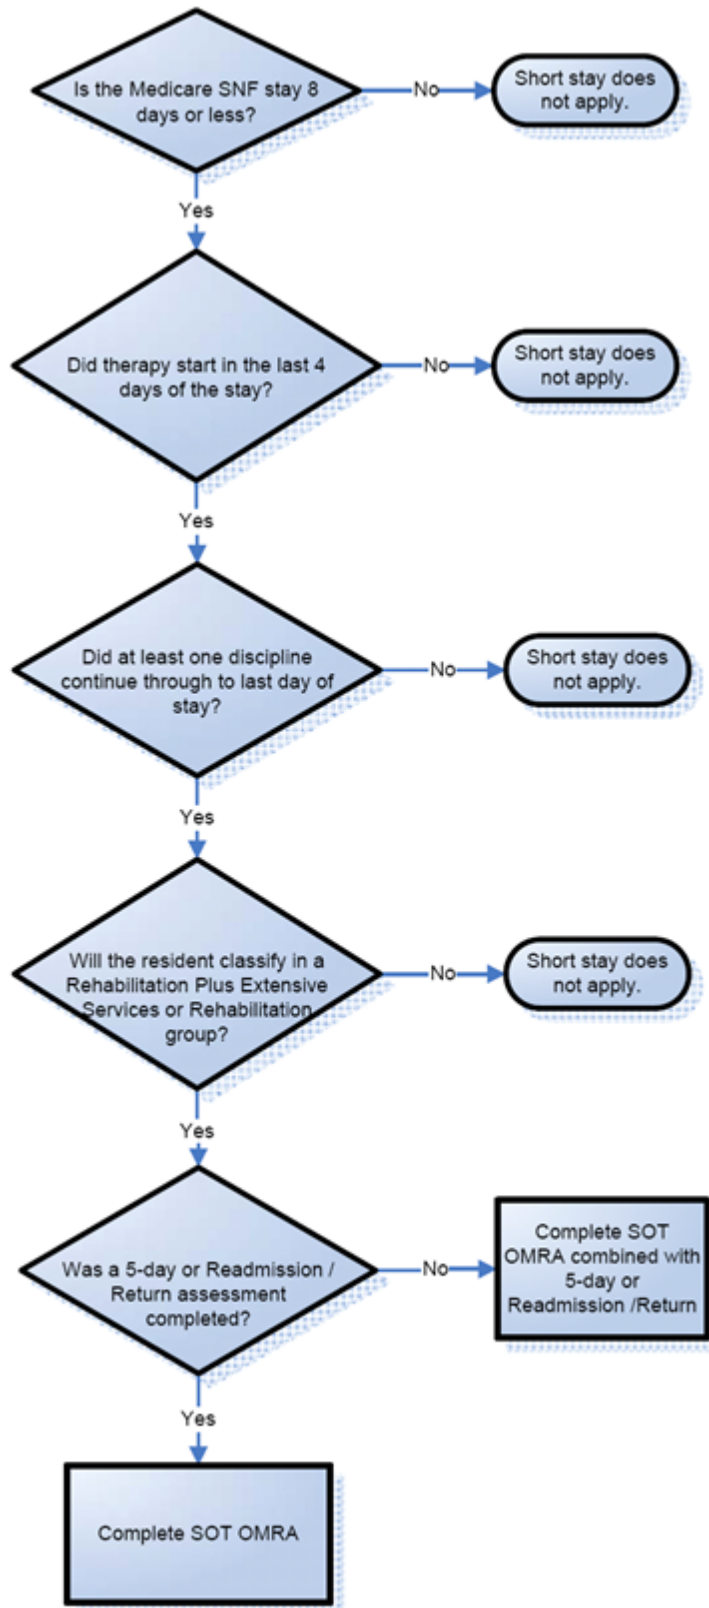 Is the Medicare SNF stay 8
days or less?
No
Short stay does
not apply.
Yes
Did therapy start in the last 4
days of the stay?
No
Short stay does
not apply.
Yes
Did at least one discipline
continue through to last day of
stay?
No
Short stay does
not apply.
Yes
Will the resident classify in a
Rehabilitation Plus Extensive
Services or Rehabilitation
group?
No
Short stay does
not apply.
Yes
Was a 5-day or Readmission /
Return assessment
completed?
No
Complete SOT
OMRA combined with
5-day or
Readmission /Return
Yes
Complete SOT OMRA